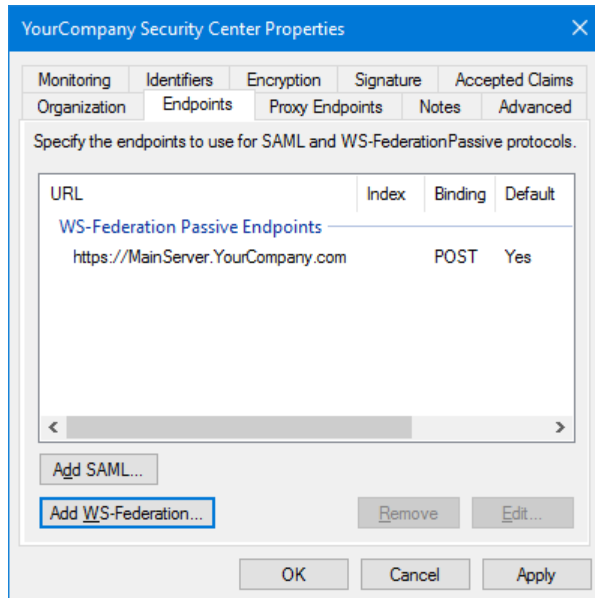 YourCompany Security Center Properties
Monitoring Identifiers Encryption Signature Accepted Claims
Organization Endpoints Proxy Endpoints Notes Advanced
Specify the endpoints to use for SAML and WS-FederationPassive protocols.
URL Index Binding Default
WS-Federation Passive Endpoints
https://MainServer.YourCompany.com POST Yes
Add SAML...
Add WS-Federation... Remove Edit...
OK Cancel Apply